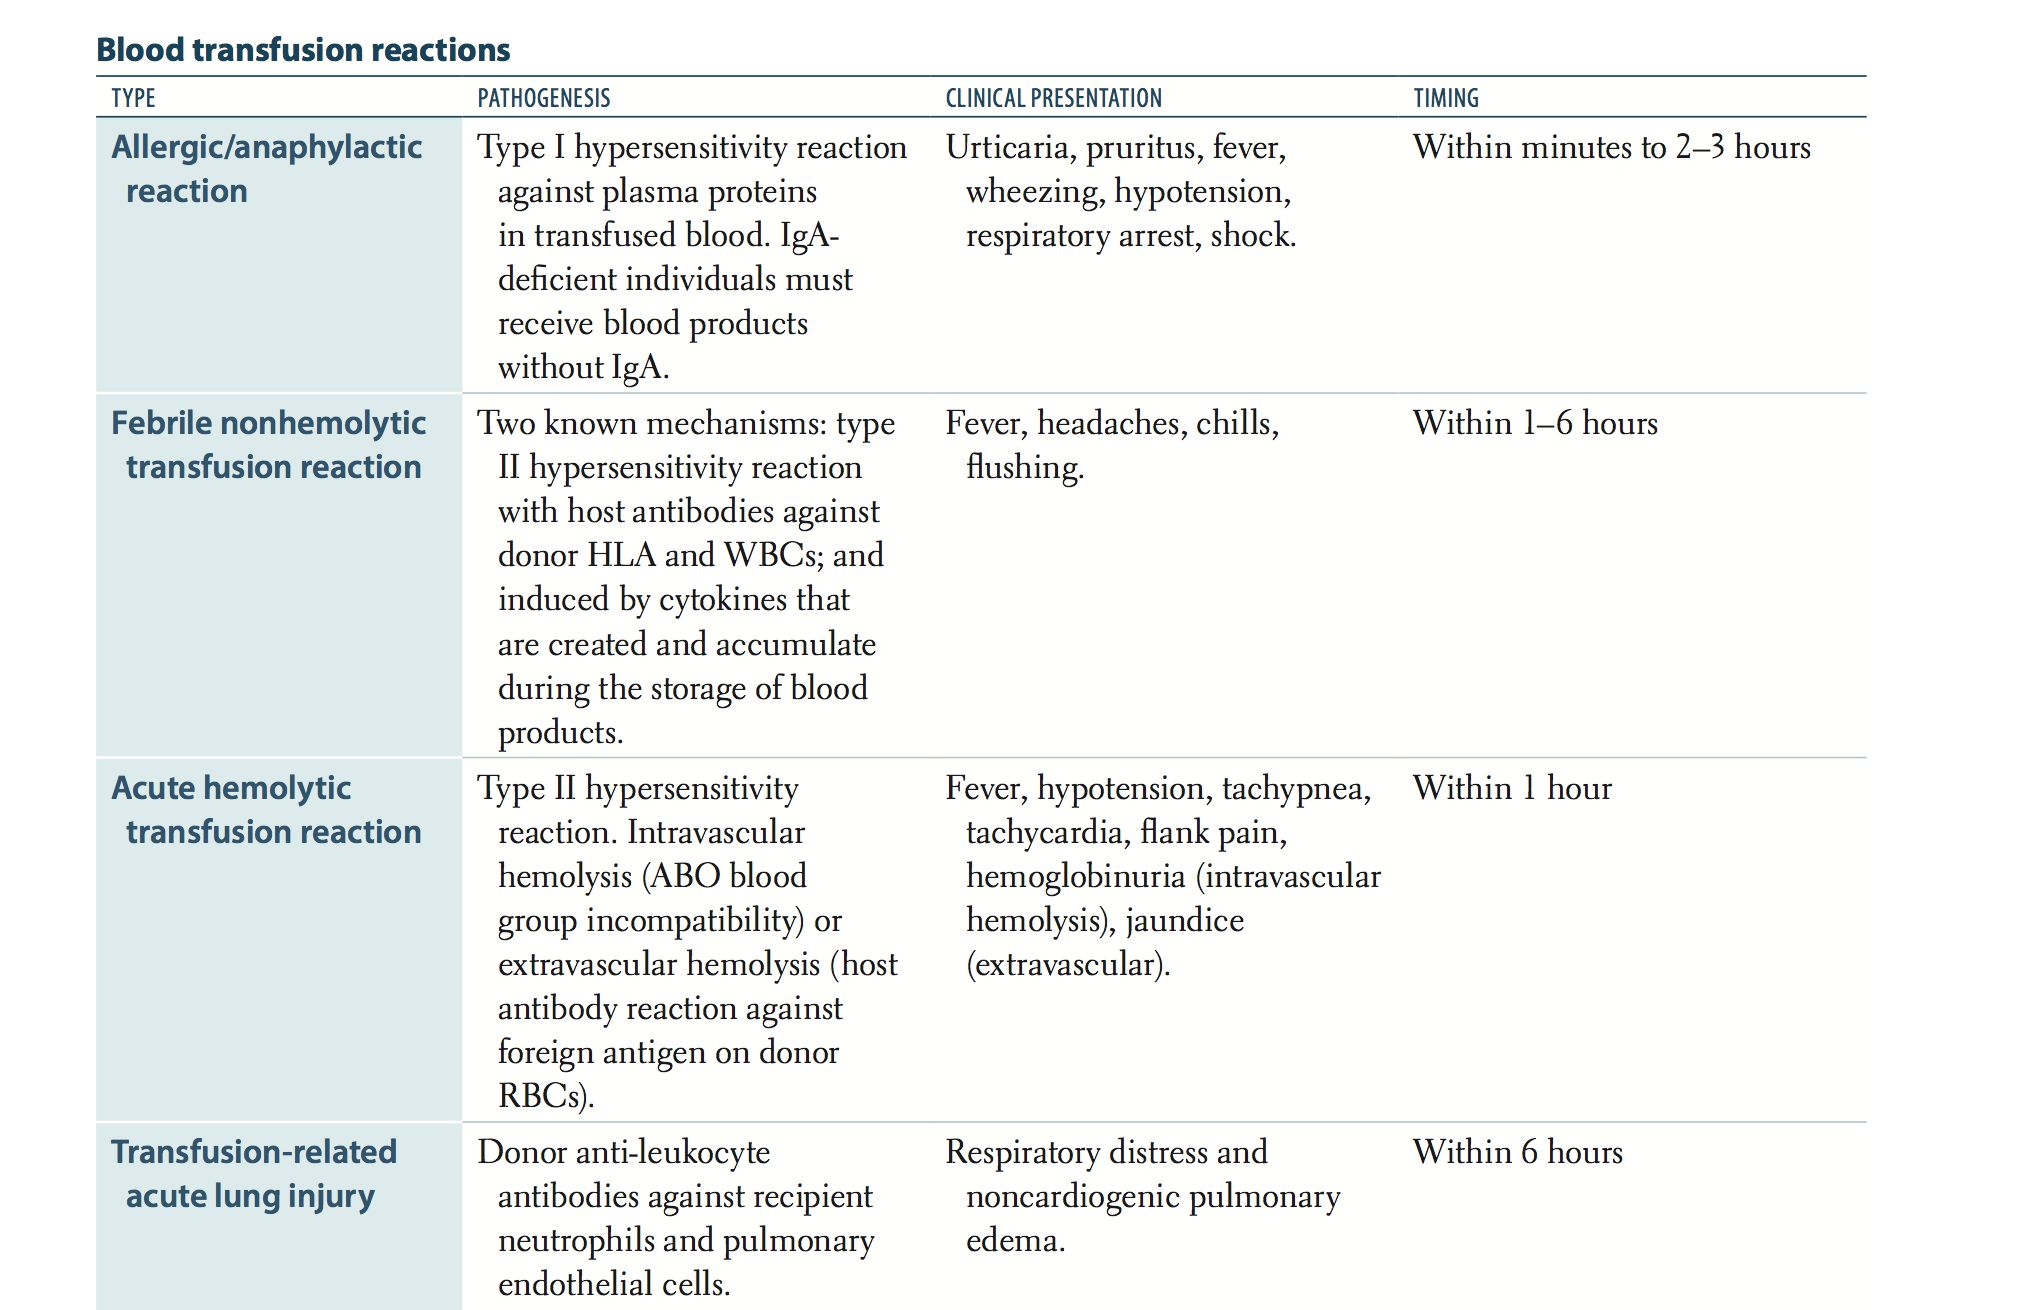 Blood transfusion reactions
TYPE PATHOGENESIS CLINICAL PRESENTATION TIMING
Allergic/anaphylactic
reaction
Type I hypersensitivity reaction
against plasma proteins
in transfused blood. IgA-
deficient individuals must
receive blood products
without IgA.
Urticaria, pruritus, fever,
wheezing, hypotension,
respiratory arrest, shock.
Within minutes to 2–3 hours
Febrile nonhemolytic
transfusion reaction
Two known mechanisms: type
II hypersensitivity reaction
with host antibodies against
donor HLA and WBCs; and
induced by cytokines that
are created and accumulate
during the storage of blood
products.
Fever, headaches, chills,
flushing.
Within 1–6 hours
Acute hemolytic
transfusion reaction
Type II hypersensitivity
reaction. Intravascular
hemolysis (ABO blood
group incompatibility) or
extravascular hemolysis (host
antibody reaction against
foreign antigen on donor
RBCs).
Fever, hypotension, tachypnea,
tachycardia, flank pain,
hemoglobinuria (intravascular
hemolysis), jaundice
(extravascular).
Within 1 hour
Transfusion-related
acute lung injury
Donor anti-leukocyte
antibodies against recipient
neutrophils and pulmonary
endothelial cells.
Respiratory distress and
noncardiogenic pulmonary
edema.
Within 6 hours